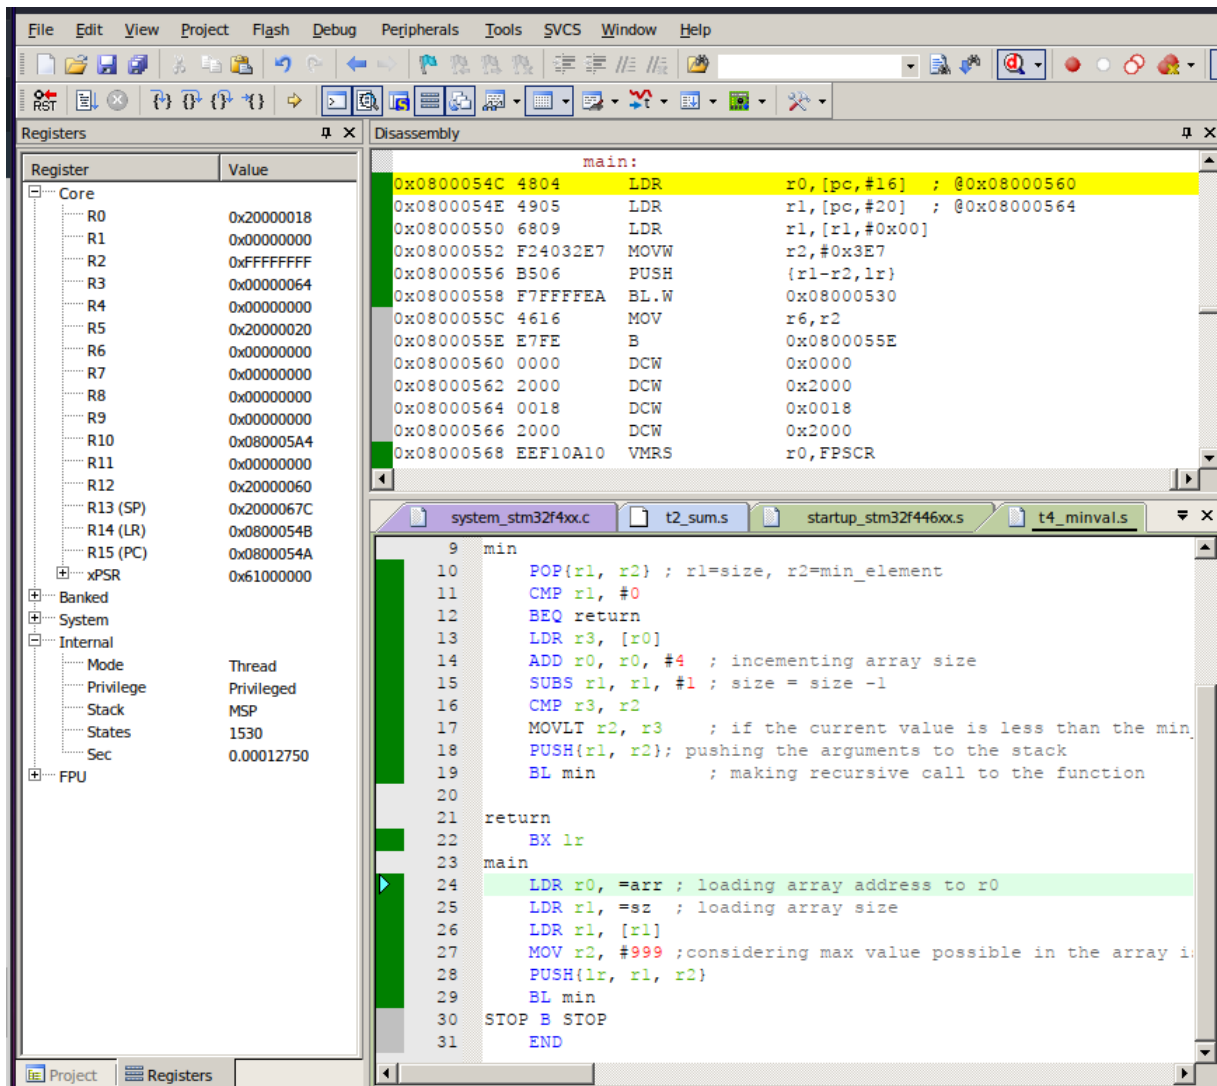 File Edit View Project Flash Debug Peripherals Tools SVCS Window Help
RST
Registers
Register Value
Core
R0 0x20000018
R1 0x00000000
R2 0xFFFFFFFF
R3 0x00000064
R4 0x00000000
R5 0x20000020
R6 0x00000000
R7 0x00000000
R8 0x00000000
R9 0x00000000
R10 0x080005A4
R11 0x00000000
R12 0x20000060
R13 (SP) 0x2000067C
R14 (LR) 0x0800054B
R15 (PC) 0x0800054A
xPSR 0x61000000
Banked
System
Internal
Mode Thread
Privilege Privileged
Stack MSP
States 1530
Sec 0.00012750
FPU
Project Registers
Disassembly
main:
0x0800054C 4804 LDR r0,[pc,#16] ; @0x08000560
0x0800054E 4905 LDR r1,[pc,#20] ; @0x08000564
0x08000550 6809 LDR r1,[r1,#0x00]
0x08000552 F24032E7 MOVW r2,#0x3E7
0x08000556 B506 PUSH {r1-r2,lr}
0x08000558 F7FFFFEA BL.W 0x08000530
0x0800055C 4616 MOV r6,r2
0x0800055E E7FE B 0x0800055E
0x08000560 0000 DCW 0x0000
0x08000562 2000 DCW 0x2000
0x08000564 0018 DCW 0x0018
0x08000566 2000 DCW 0x2000
0x08000568 EEF10A10 VMRS r0,FPSCR
system_stm32f4xx.c t2_sum.s startup_stm32f446xx.s t4_minval.s
9 min
10 POP{r1, r2} ; r1=size, r2=min_element
11 CMP r1, #0
12 BEQ return
13 LDR r3, [r0]
14 ADD r0, r0, #4 ; incementing array size
15 SUBS r1, r1, #1 ; size = size -1
16 CMP r3, r2
17 MOVLT r2, r3 ; if the current value is less than the min_
18 PUSH{r1, r2}; pushing the arguments to the stack
19 BL min ; making recursive call to the function
20
21 return
22 BX lr
23 main
24 LDR r0, =arr ; loading array address to r0
25 LDR r1, =sz ; loading array size
26 LDR r1, [r1]
27 MOV r2, #999 ;considering max value possible in the array i
28 PUSH{lr, r1, r2}
29 BL min
30 STOP B STOP
31 END